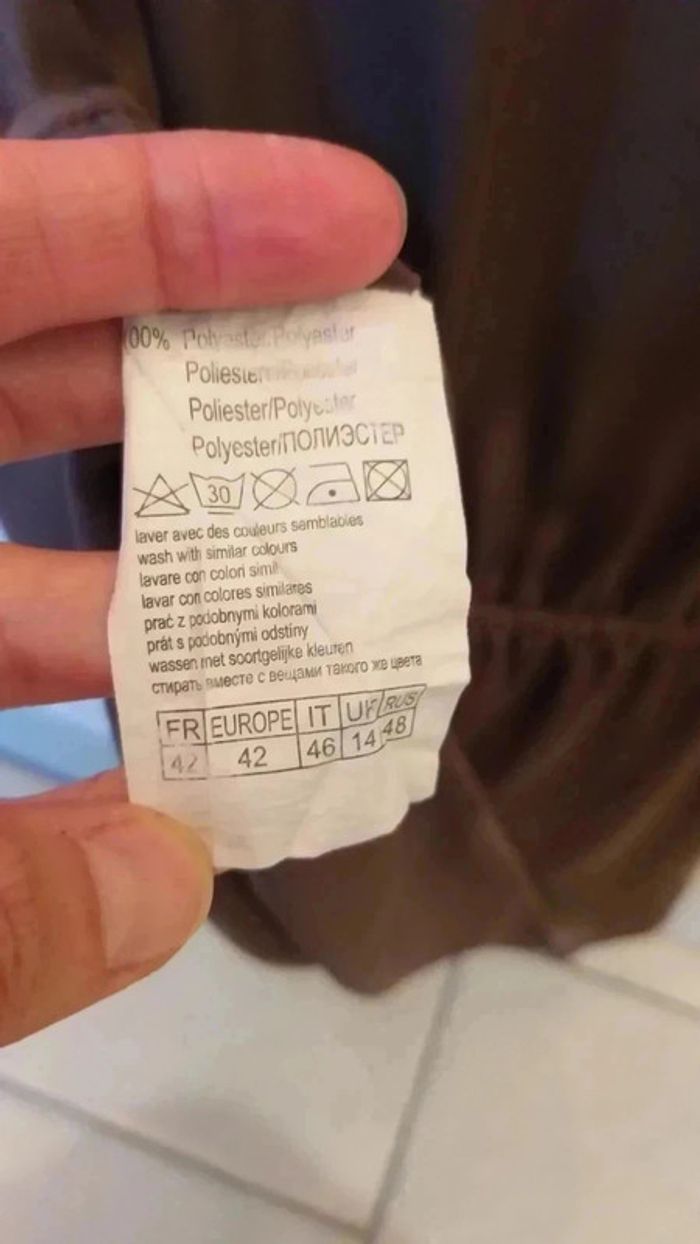 00% Polyester/Polyester
Poliester
Poliester/Polyester
Polyester/ПОЛИЭСТЕР
30
laver avec des couleurs semblables
wash with similar colours
lavare con colori simil
lavar con colores similares
prać z podobnymi kolorami
prát s podobnými odstíny
wassen met soortgelijke kleuren
стирать вместе с вещами такого же цвета
FR EUROPE IT UK RUS
42 42 46 14 48